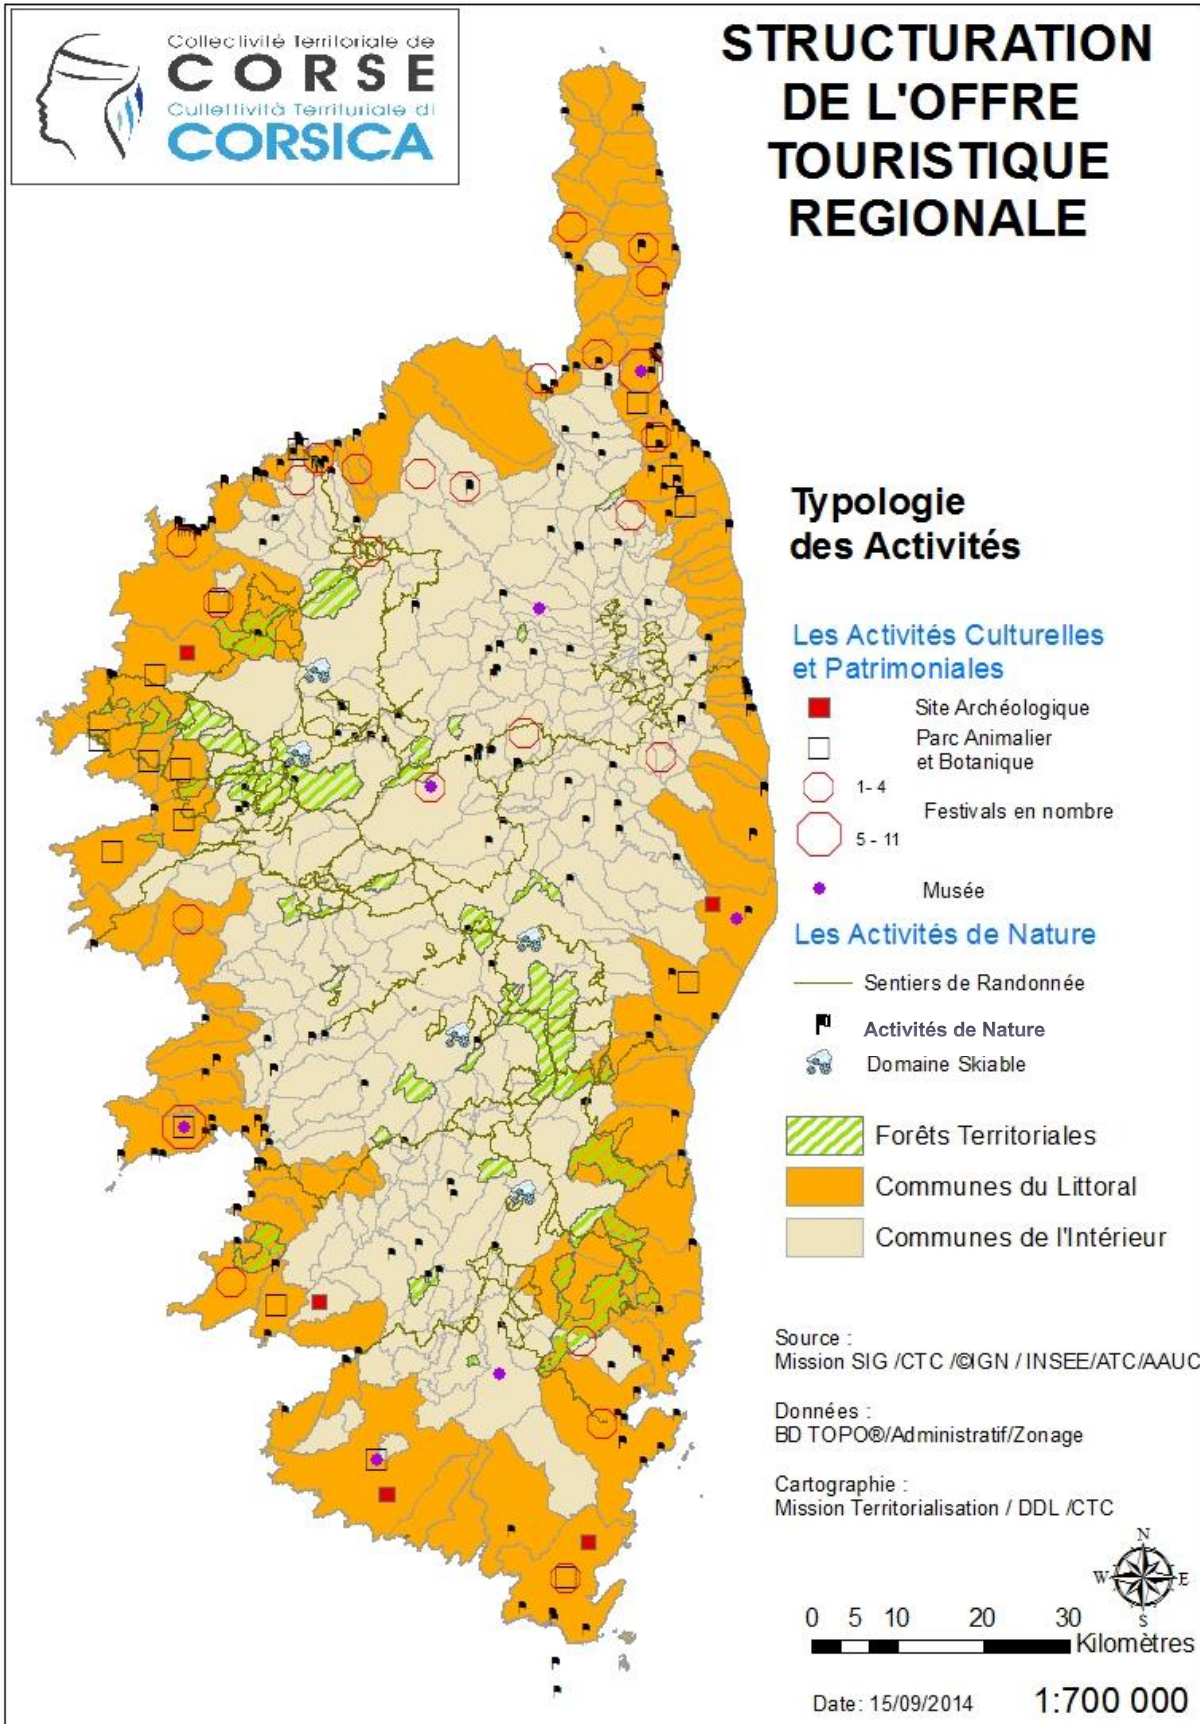 Collectivité Territoriale de
CORSE
Cullettività Territuriale di
CORSICA
STRUCTURATION
DE L'OFFRE
TOURISTIQUE
REGIONALE
Typologie
des Activités
Les Activités Culturelles
et Patrimoniales
Site Archéologique
Parc Animalier
et Botanique
1- 4
Festivals en nombre
5 - 11
Musée
Les Activités de Nature
Sentiers de Randonnée
Activités de Nature
Domaine Skiable
Forêts Territoriales
Communes du Littoral
Communes de l'Intérieur
Source :
Mission SIG /CTC /©IGN / INSEE/ATC/AAUC
Données :
BD TOPO®/Administratif/Zonage
Cartographie :
Mission Territorialisation / DDL /CTC
N
W E
S
0 5 10 20 30
Kilomètres
Date: 15/09/2014
1:700 000